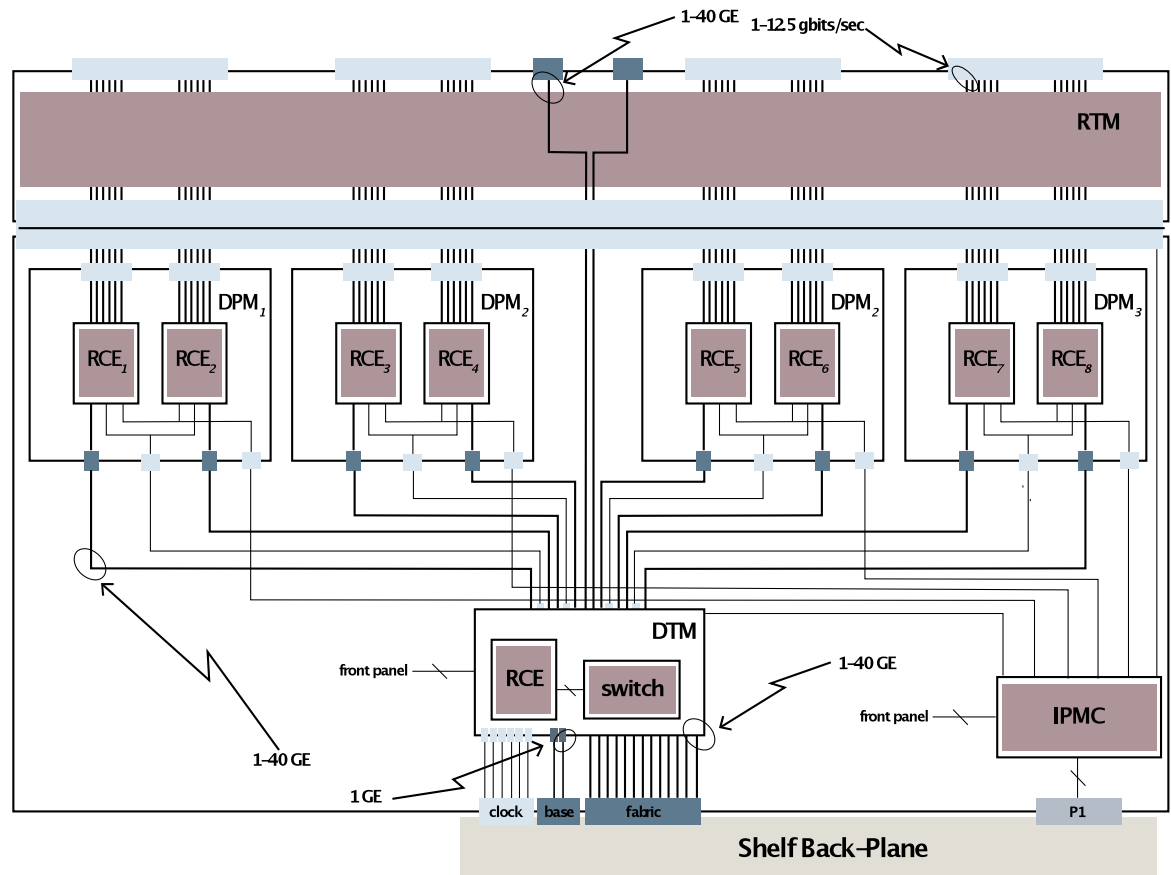 1-40 GE
1-12.5 gbits/sec
RTM
DPM1
DPM2
DPM2
DPM3
RCE1
RCE2
RCE3
RCE4
RCE5
RCE6
RCE7
RCE8
DTM
front panel
RCE
switch
1-40 GE
front panel
IPMC
1-40 GE
1 GE
clock
base
fabric
P1
Shelf Back-Plane